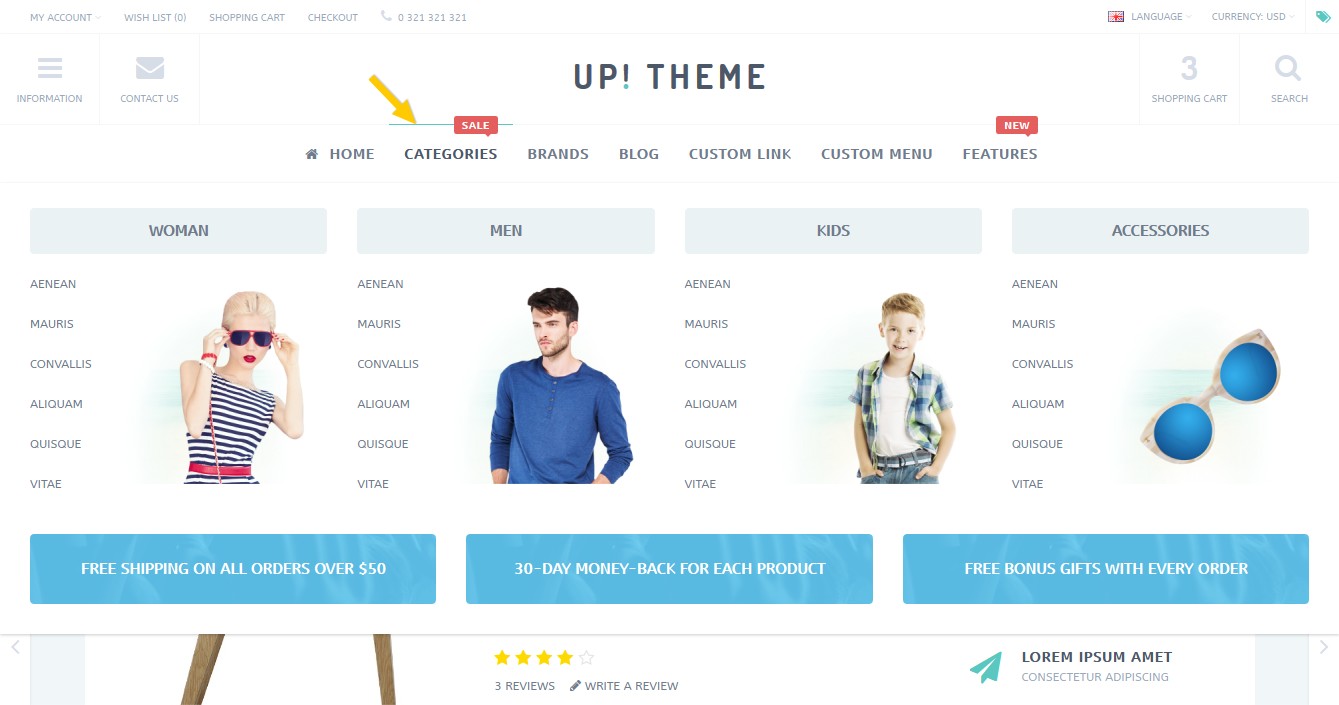 MY ACCOUNT WISH LIST (0) SHOPPING CART CHECKOUT 0 321 321 321 LANGUAGE CURRENCY: USD
INFORMATION CONTACT US
UP! THEME
3
SHOPPING CART SEARCH
SALE NEW
HOME CATEGORIES BRANDS BLOG CUSTOM LINK CUSTOM MENU FEATURES
WOMAN
AENEAN
MAURIS
CONVALLIS
ALIQUAM
QUISQUE
VITAE
MEN
AENEAN
MAURIS
CONVALLIS
ALIQUAM
QUISQUE
VITAE
KIDS
AENEAN
MAURIS
CONVALLIS
ALIQUAM
QUISQUE
VITAE
ACCESSORIES
AENEAN
MAURIS
CONVALLIS
ALIQUAM
QUISQUE
VITAE
FREE SHIPPING ON ALL ORDERS OVER $50
30-DAY MONEY-BACK FOR EACH PRODUCT
FREE BONUS GIFTS WITH EVERY ORDER
3 REVIEWS WRITE A REVIEW
LOREM IPSUM AMET
CONSECTETUR ADIPISCING